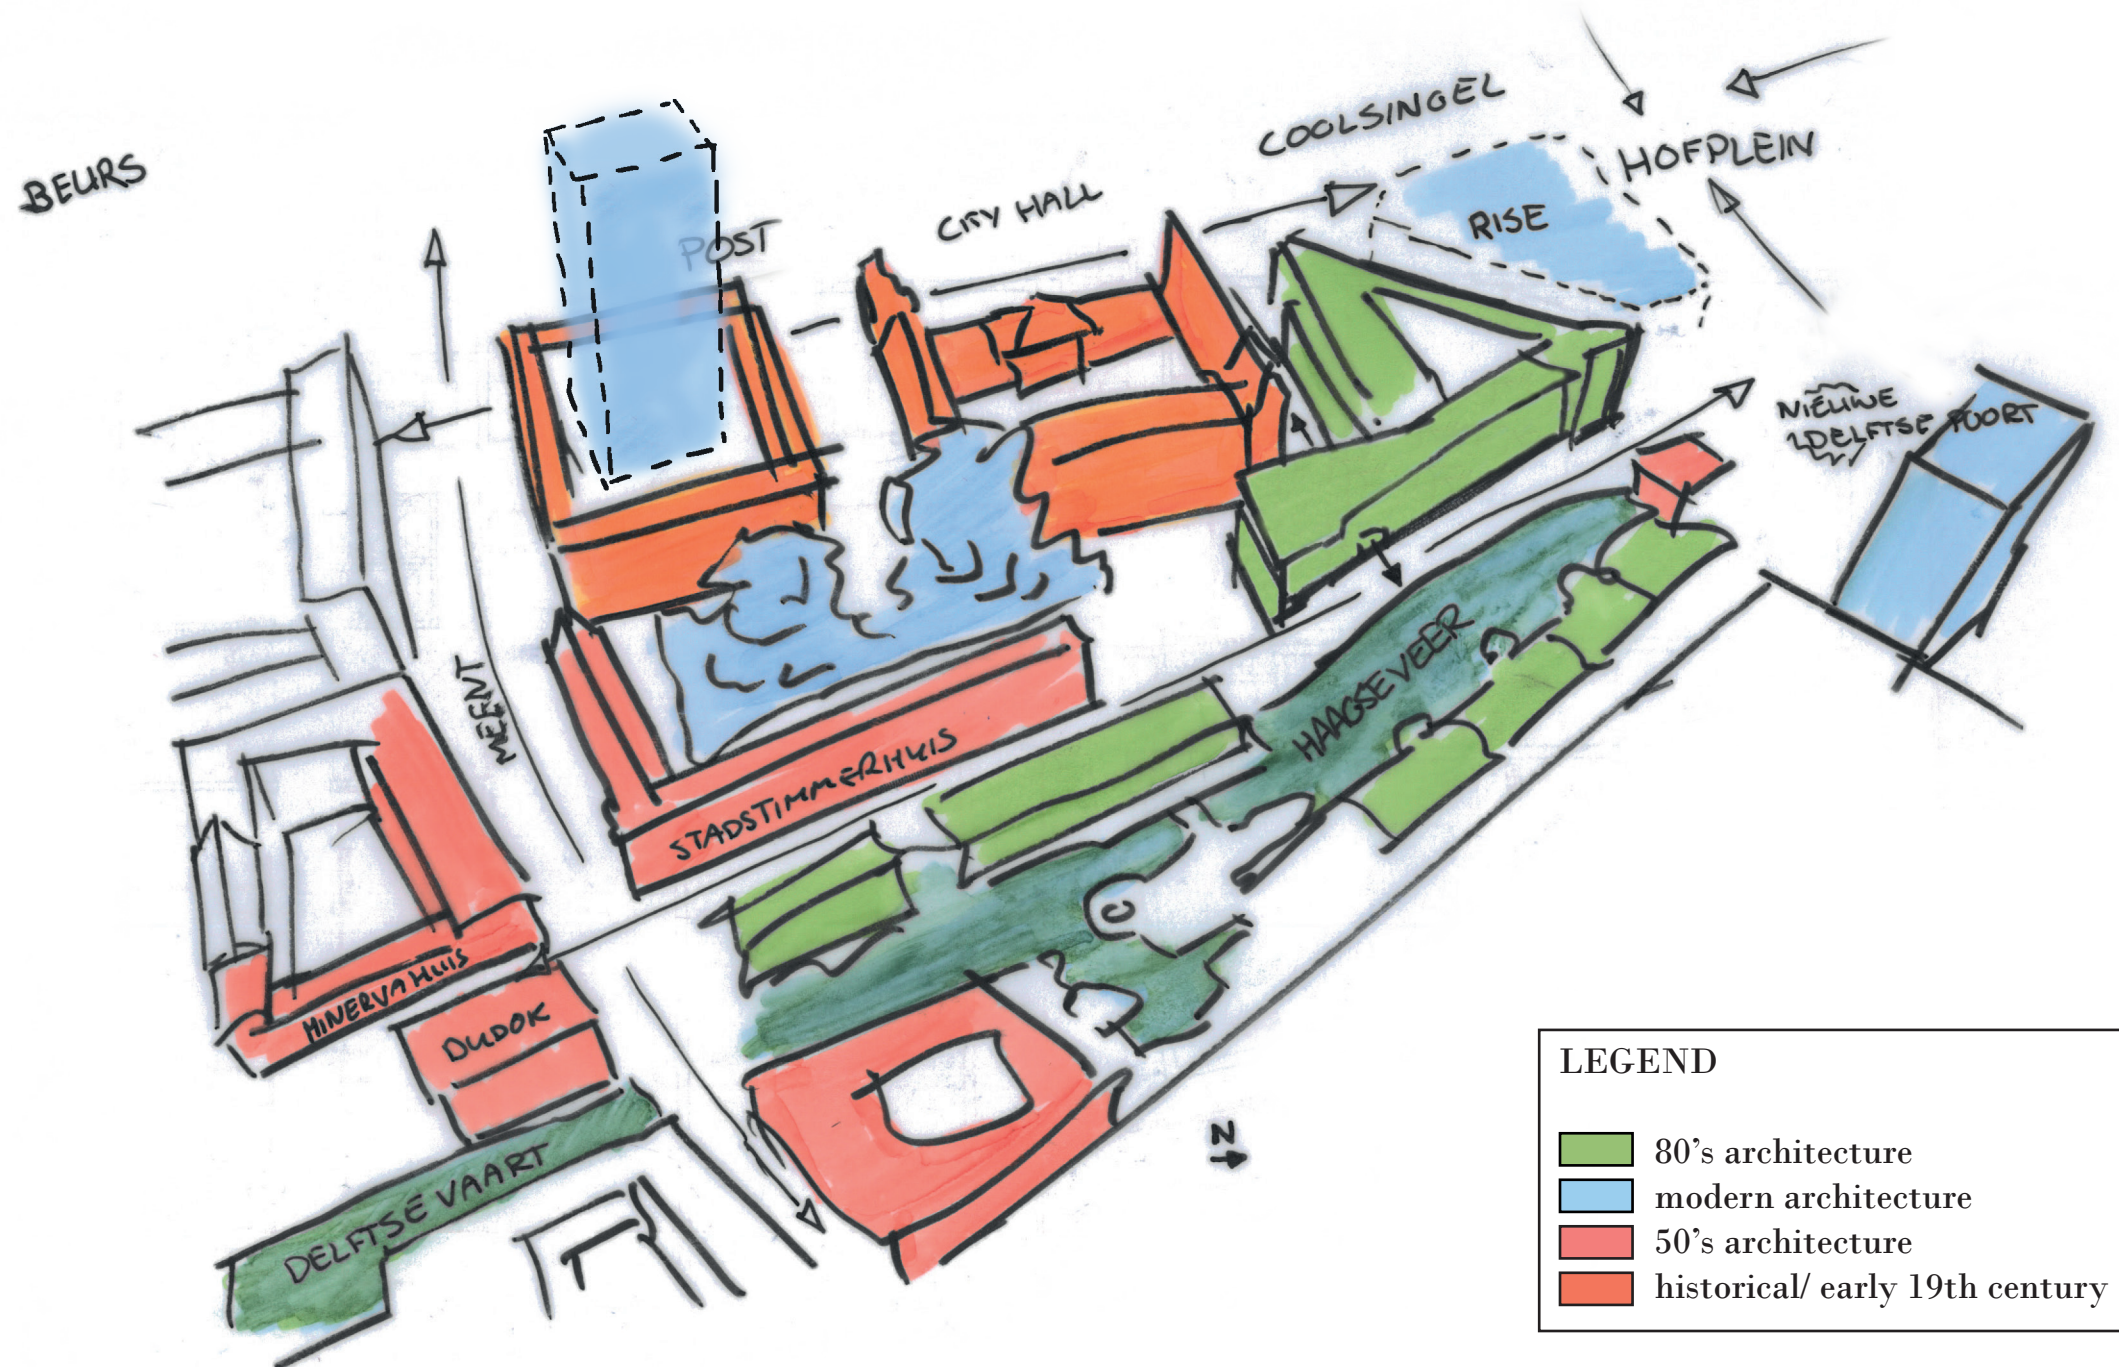 COOLSINGEL
HOFPLEIN
BEURS
CITY HALL
RISE
POST
NIEUWE
DELFTSE POORT
HAAGSEVEER
MEENT
STADSTIMMERHUIS
MINERVAHUIS
DUDOK
DELFTSE VAART
N
LEGEND
80's architecture
modern architecture
50's architecture
historical/ early 19th century